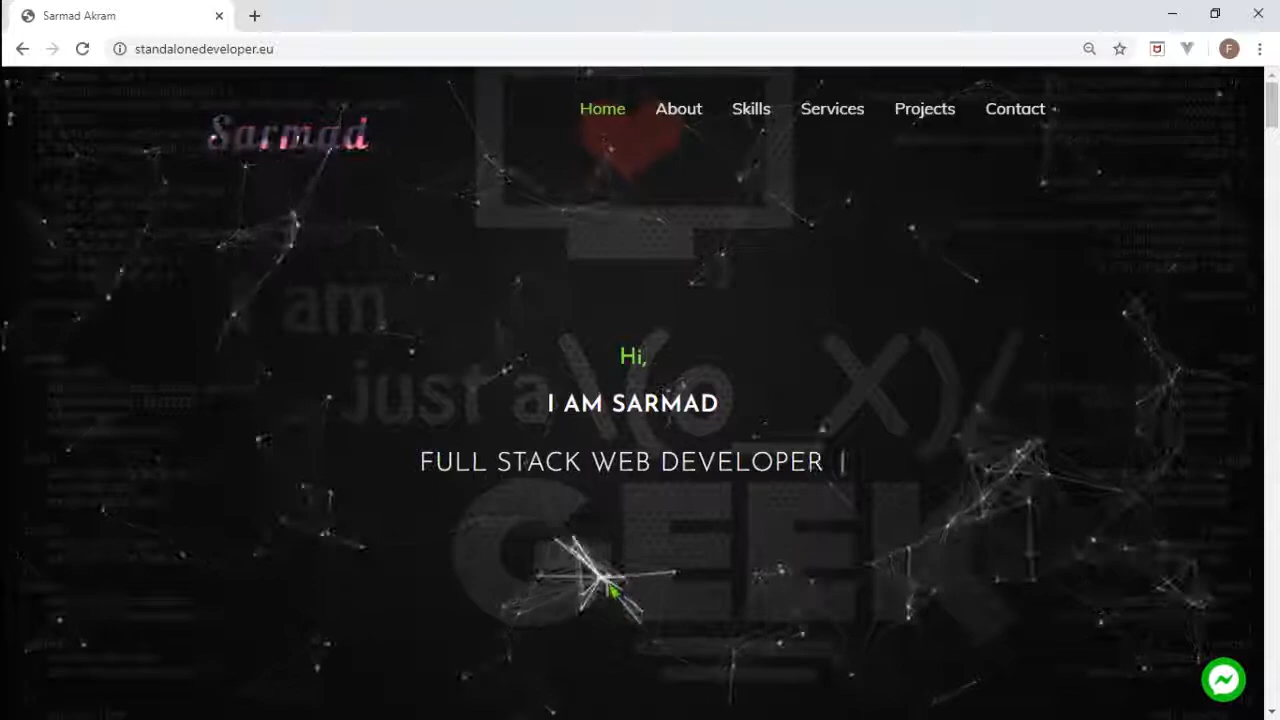 Sarmad Akram
standalonedeveloper.eu
F
Sarmad
Home About Skills Services Projects Contact
I am
just a \(o X)/
GEEK
Hi,
I AM SARMAD
FULL STACK WEB DEVELOPER |